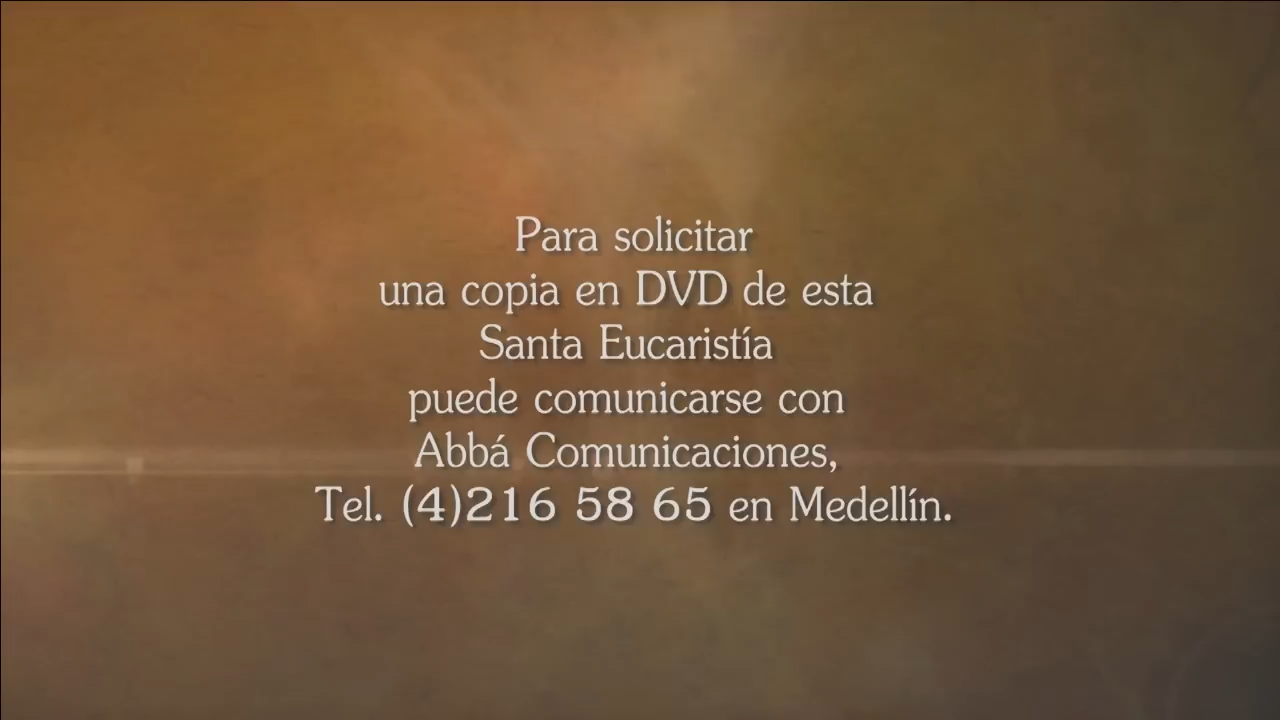 Para solicitar
una copia en DVD de esta
Santa Eucaristía
puede comunicarse con
Abbá Comunicaciones,
Tel. (4)216 58 65 en Medellín.